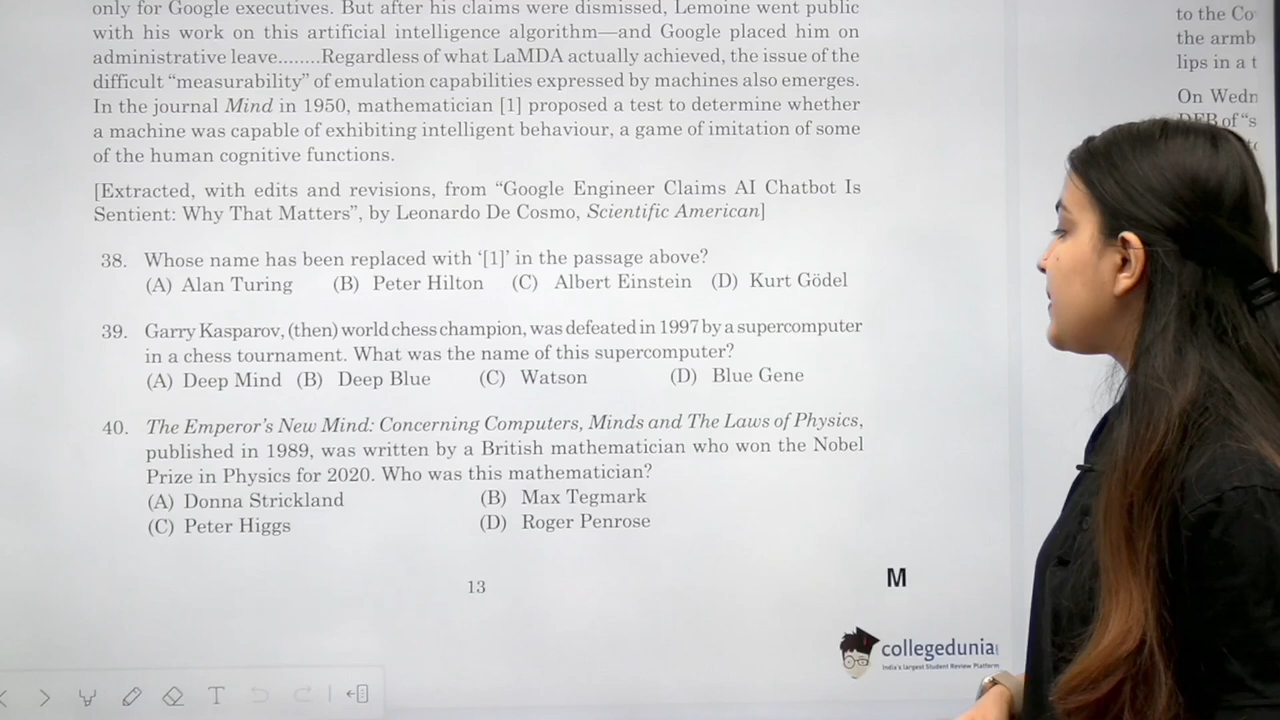 only for Google executives. But after his claims were dismissed, Lemoine went public
with his work on this artificial intelligence algorithm—and Google placed him on
administrative leave........Regardless of what LaMDA actually achieved, the issue of the
difficult “measurability” of emulation capabilities expressed by machines also emerges.
In the journal Mind in 1950, mathematician [1] proposed a test to determine whether
a machine was capable of exhibiting intelligent behaviour, a game of imitation of some
of the human cognitive functions.
[Extracted, with edits and revisions, from “Google Engineer Claims AI Chatbot Is
Sentient: Why That Matters”, by Leonardo De Cosmo, Scientific American]
38. Whose name has been replaced with ‘[1]’ in the passage above?
(A) Alan Turing (B) Peter Hilton (C) Albert Einstein (D) Kurt Gödel
39. Garry Kasparov, (then) world chess champion, was defeated in 1997 by a supercomputer
in a chess tournament. What was the name of this supercomputer?
(A) Deep Mind (B) Deep Blue (C) Watson (D) Blue Gene
40. The Emperor’s New Mind: Concerning Computers, Minds and The Laws of Physics,
published in 1989, was written by a British mathematician who won the Nobel
Prize in Physics for 2020. Who was this mathematician?
(A) Donna Strickland (B) Max Tegmark
(C) Peter Higgs (D) Roger Penrose
13
M
collegedunia
India's largest Student Review Platform
T
to the Co
the armb
lips in a t
On Wedn
of “s